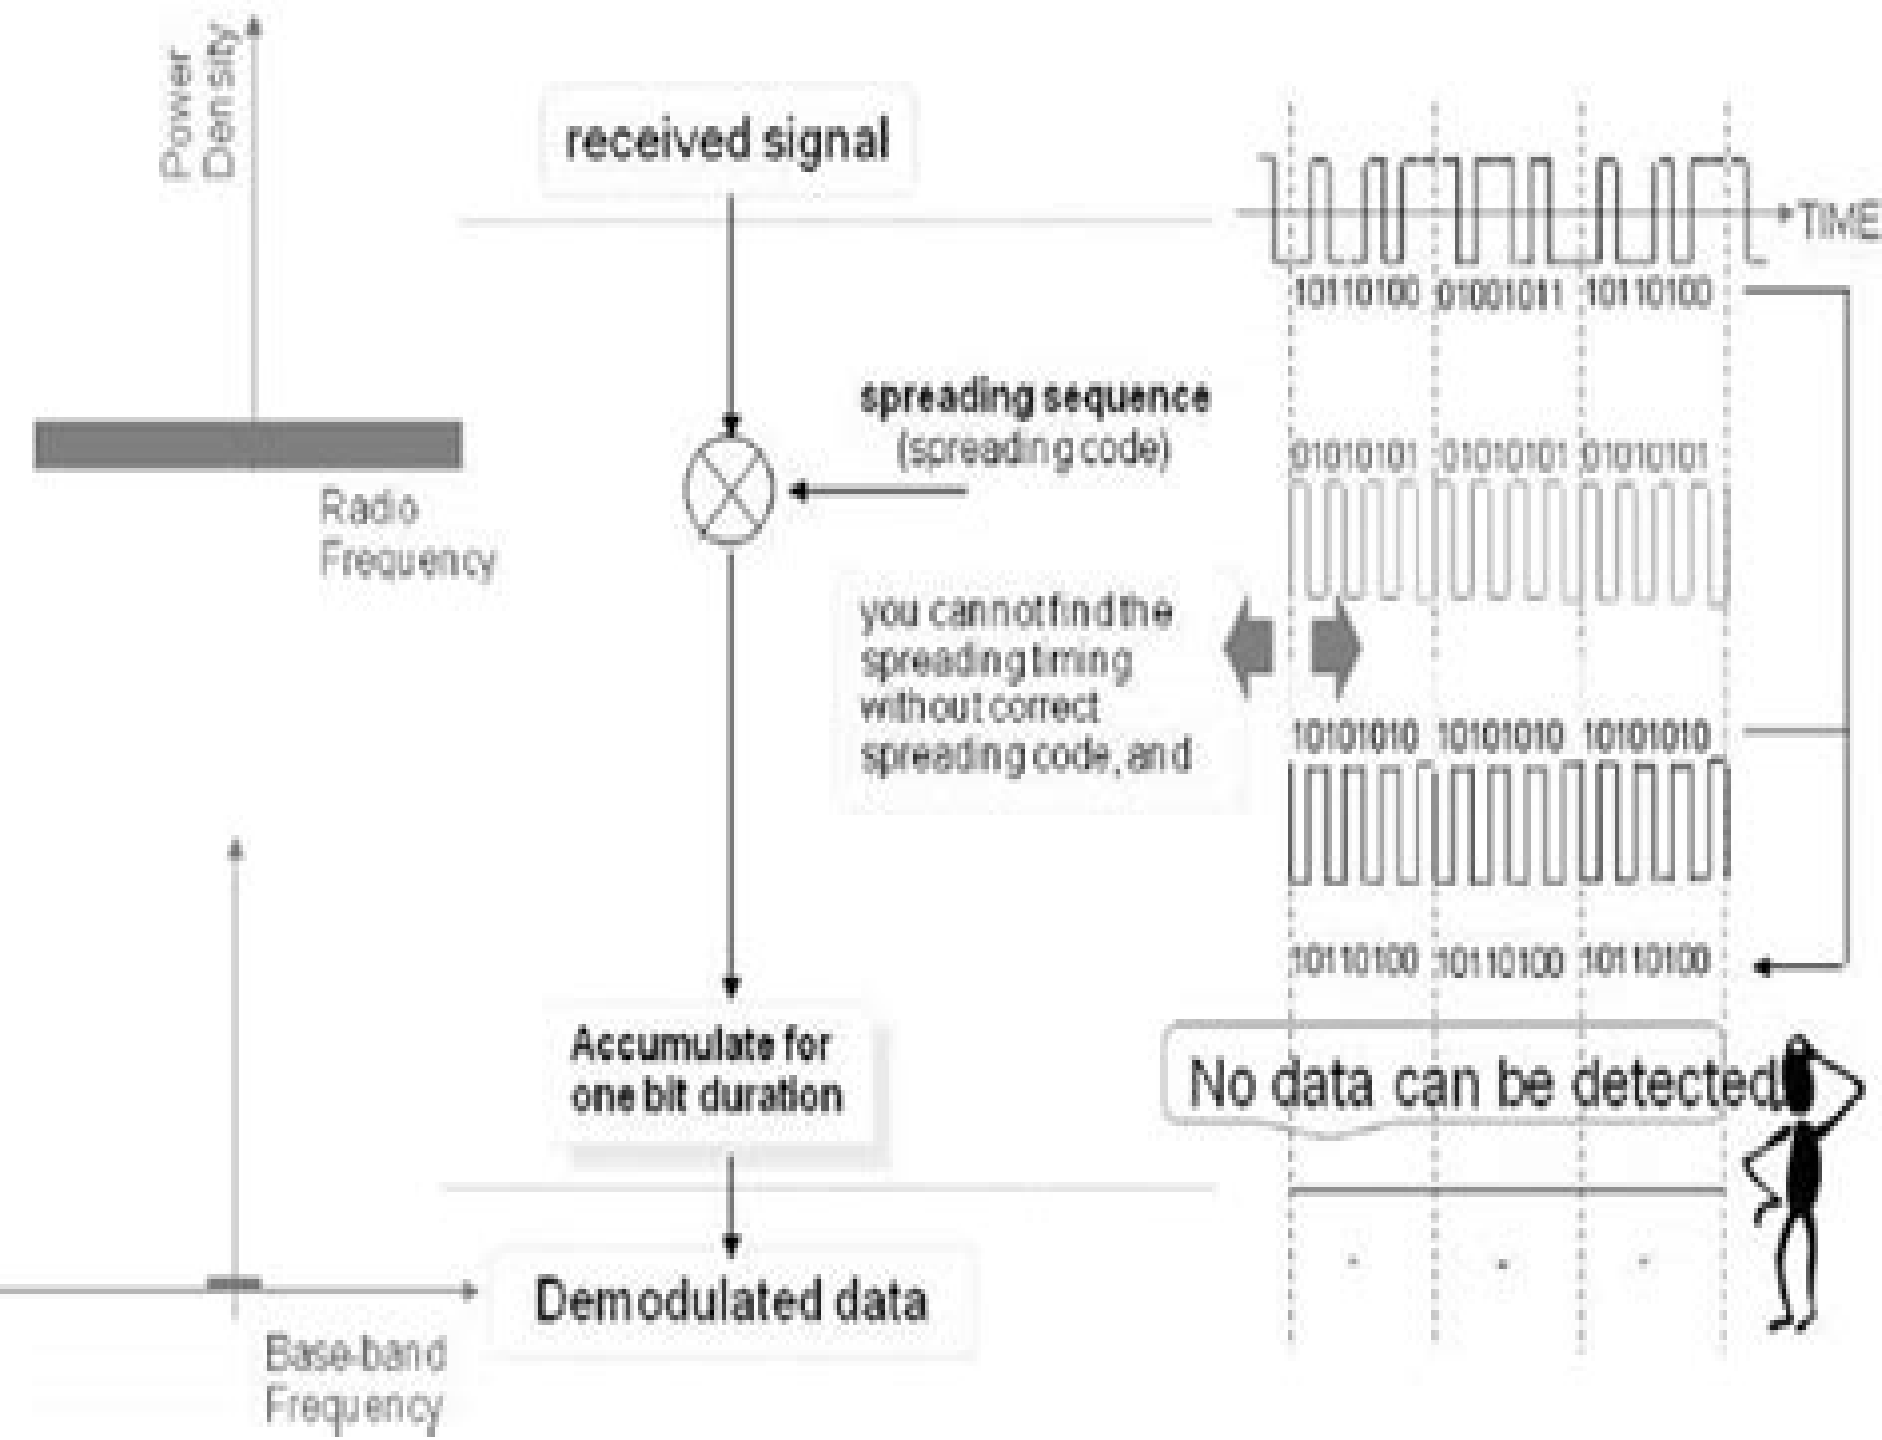 Power
Density
received signal
TIME
10110100 01001011 10110100
spreading sequence
(spreading code)
01010101 01010101 01010101
Radio
Frequency
you cannot find the
spreading timing
without correct
spreading code, and
10101010 10101010 10101010
10110100 10110100 10110100
Accumulate for
one bit duration
No data can be detected
Demodulated data
Base-band
Frequency